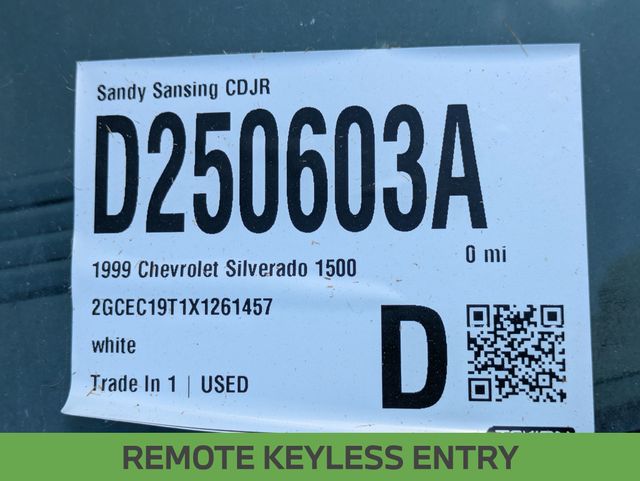 Sandy Sansing CDJR
D250603A
0 mi
1999 Chevrolet Silverado 1500
2GCEC19T1X1261457
white
Trade In 1 | USED
D
REMOTE KEYLESS ENTRY